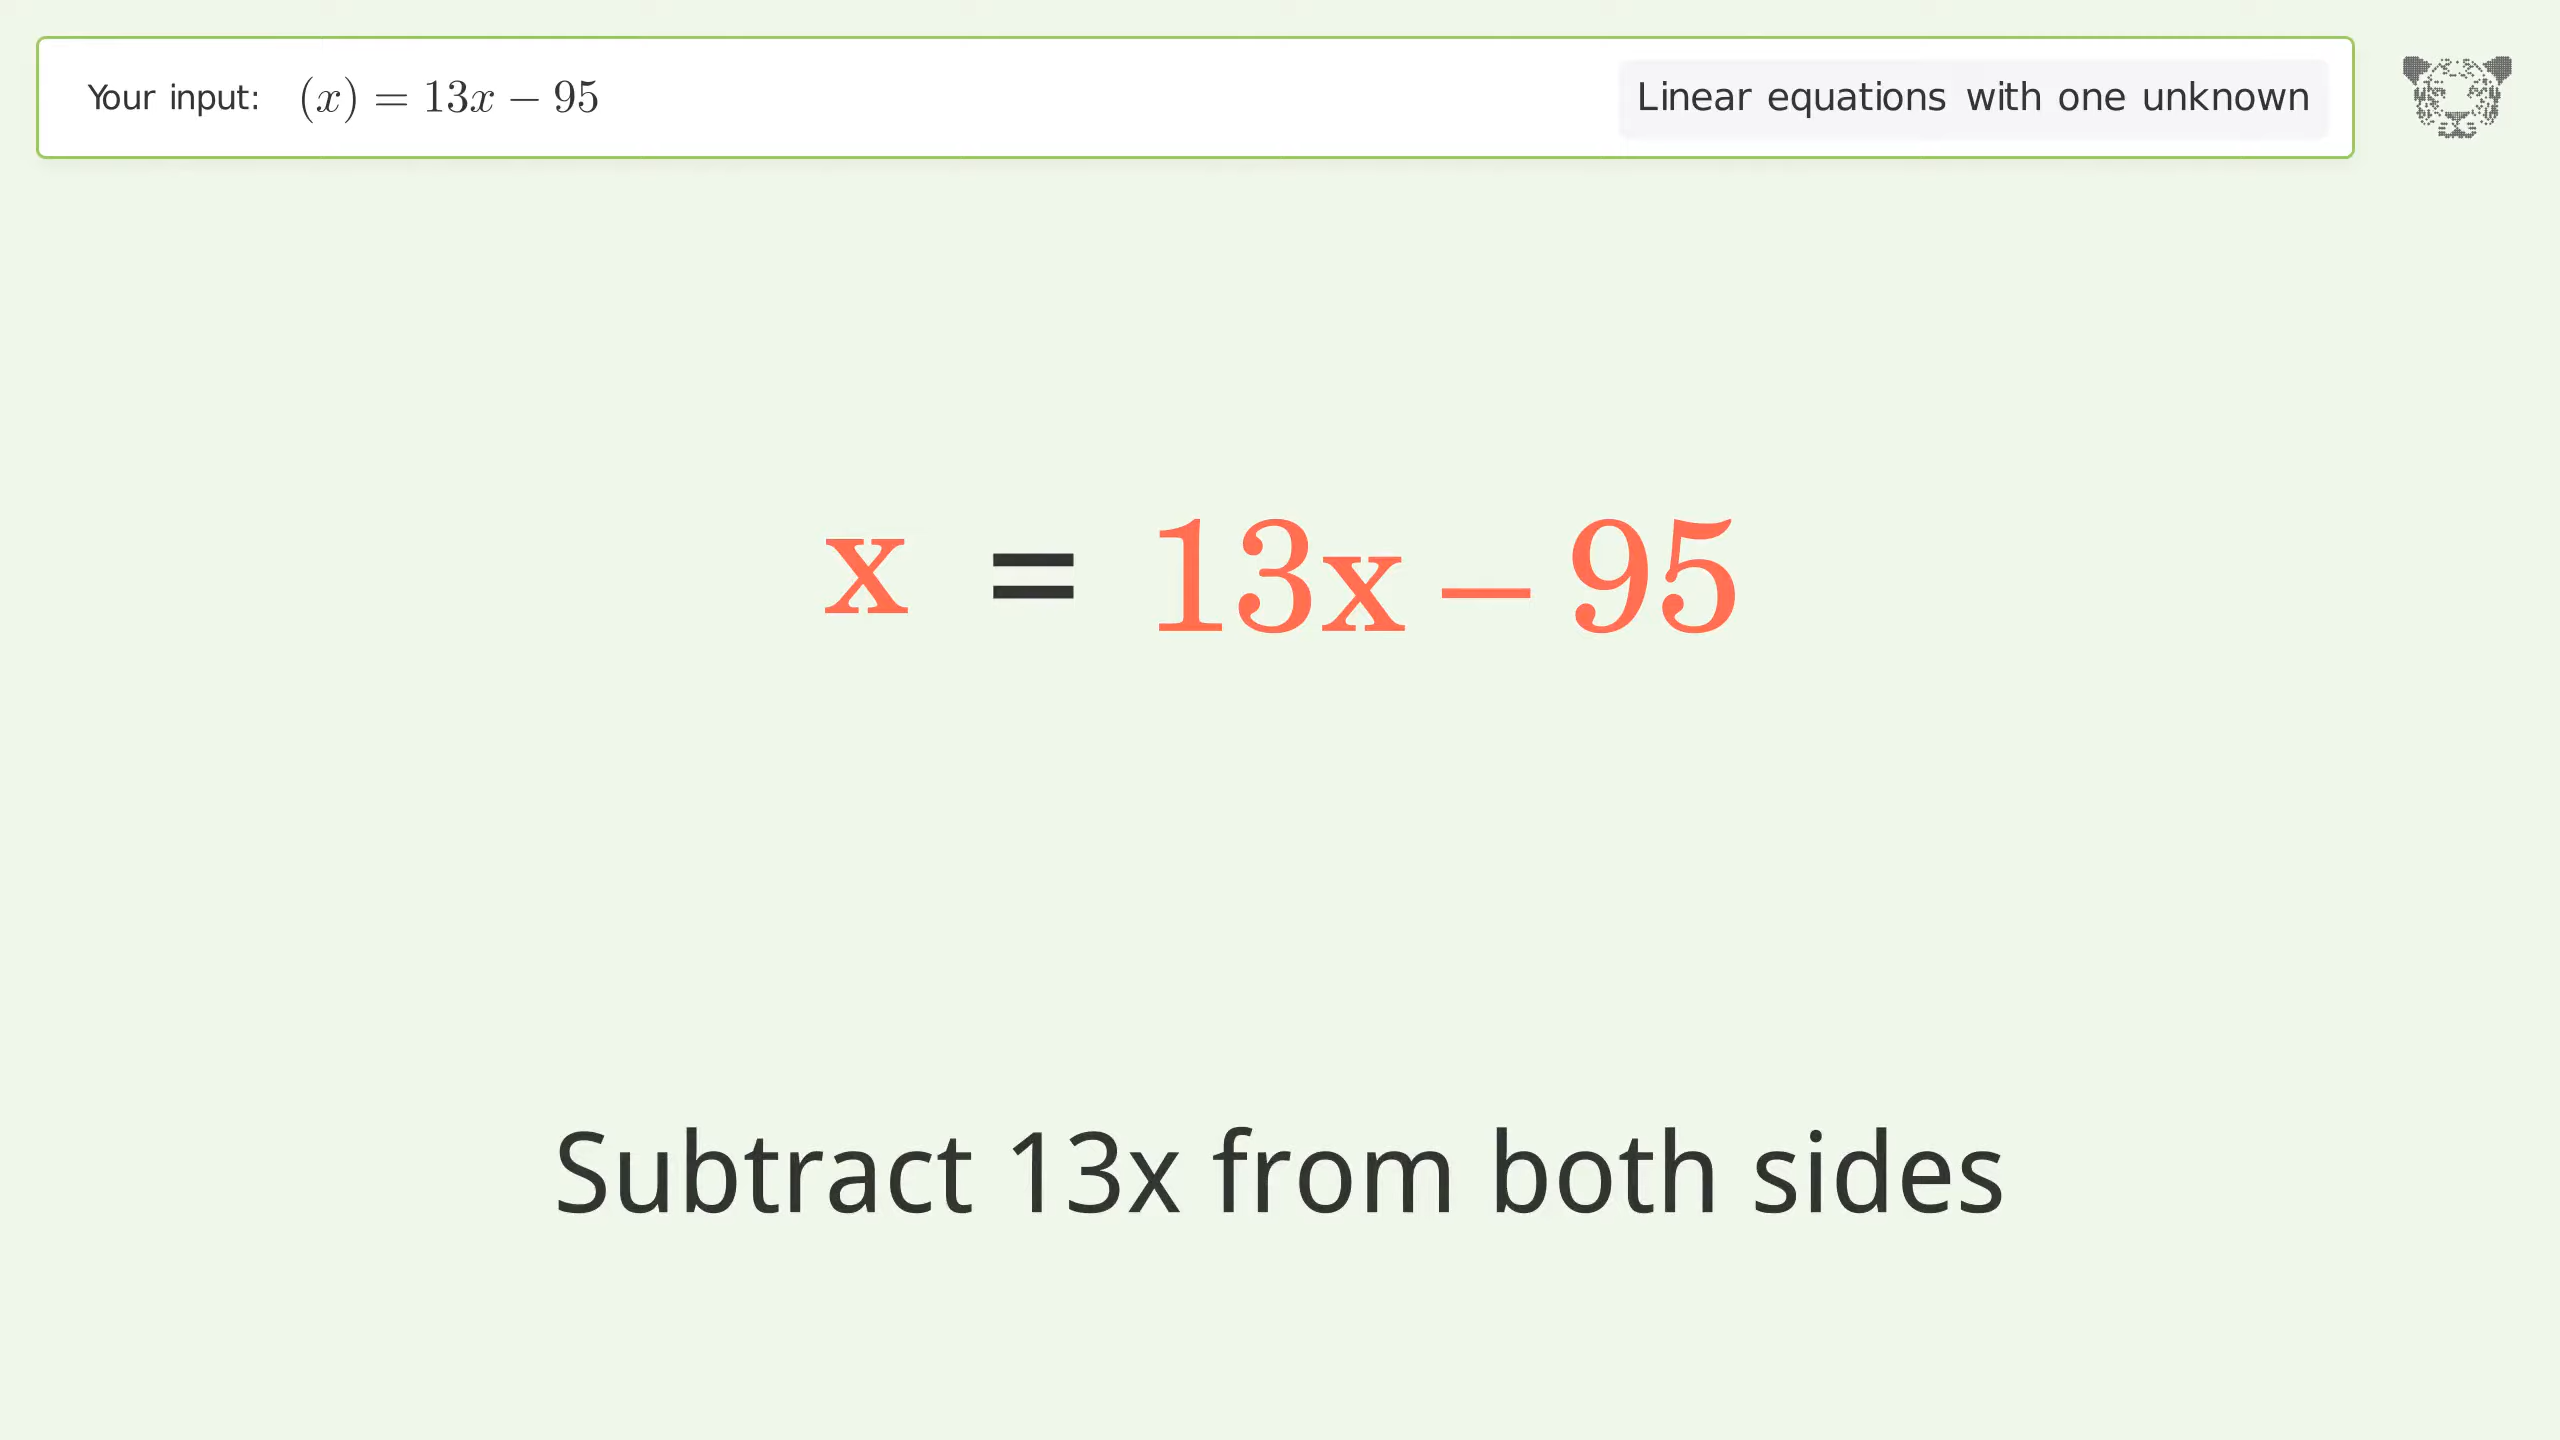 Your input: (x) = 13x − 95
Linear equations with one unknown
x = 13x − 95
Subtract 13x from both sides